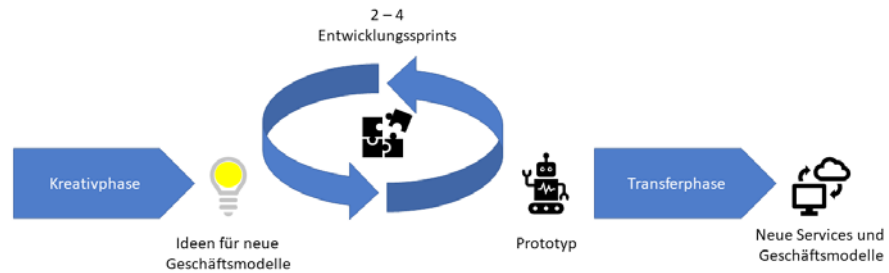 2 – 4
Entwicklungssprints
Kreativphase
Transferphase
Ideen für neue
Geschäftsmodelle
Prototyp
Neue Services und
Geschäftsmodelle